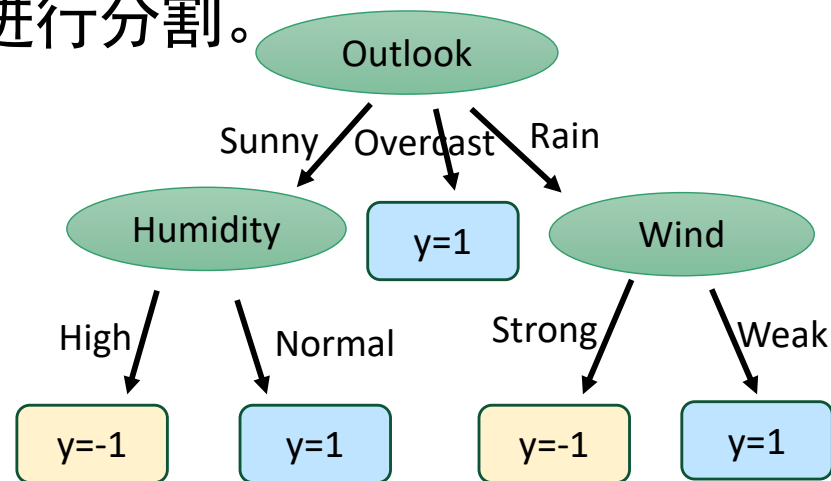 进行分割。
Outlook
Sunny
Overcast
Rain
Humidity
y=1
Wind
High
Normal
Strong
Weak
y=-1
y=1
y=-1
y=1